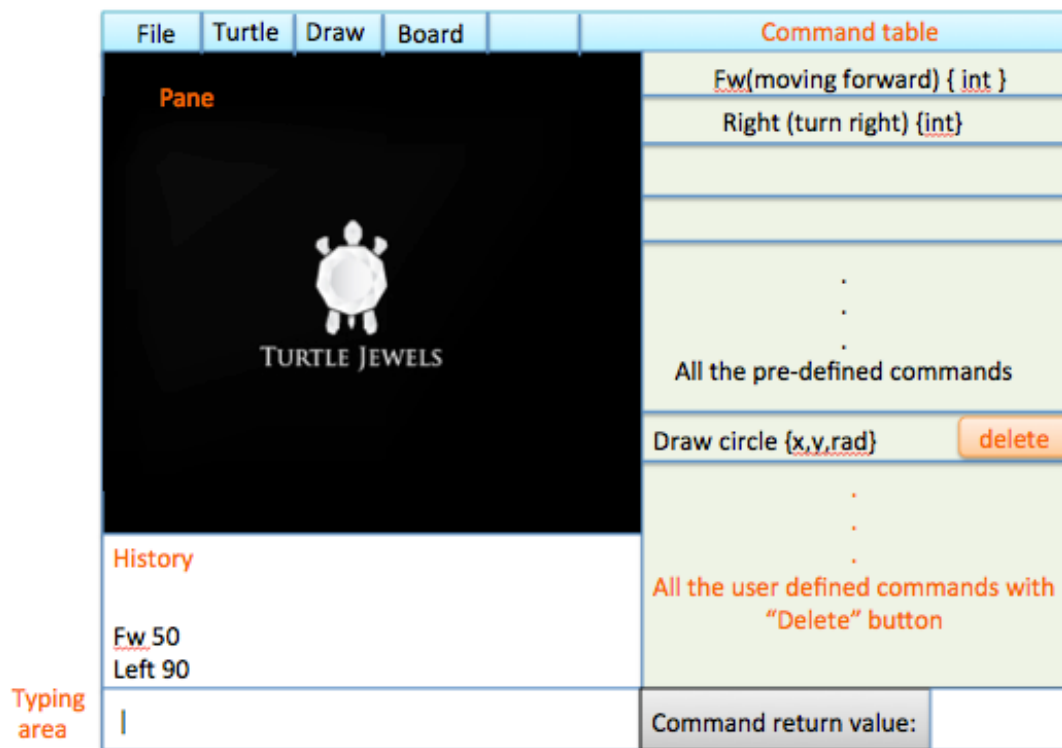 File Turtle Draw Board Command table
Pane
Fw(moving forward) { int }
Right (turn right) {int}
TURTLE JEWELS
.
.
.
All the pre-defined commands
Draw circle {x,y,rad} delete
.
.
.
All the user defined commands with
“Delete” button
History
Fw 50
Left 90
Typing
area
|
Command return value: